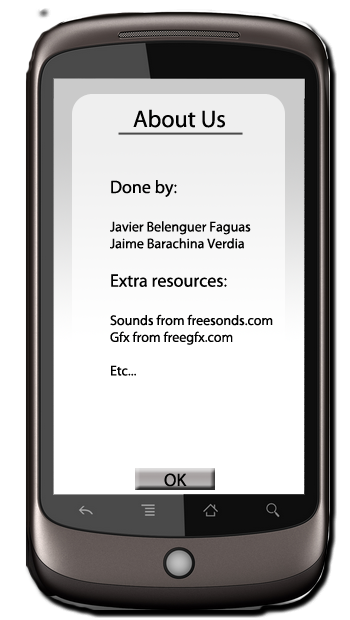 About Us
Done by:
Javier Belenguer Faguas
Jaime Barachina Verdia
Extra resources:
Sounds from freesonds.com
Gfx from freegfx.com
Etc...
OK